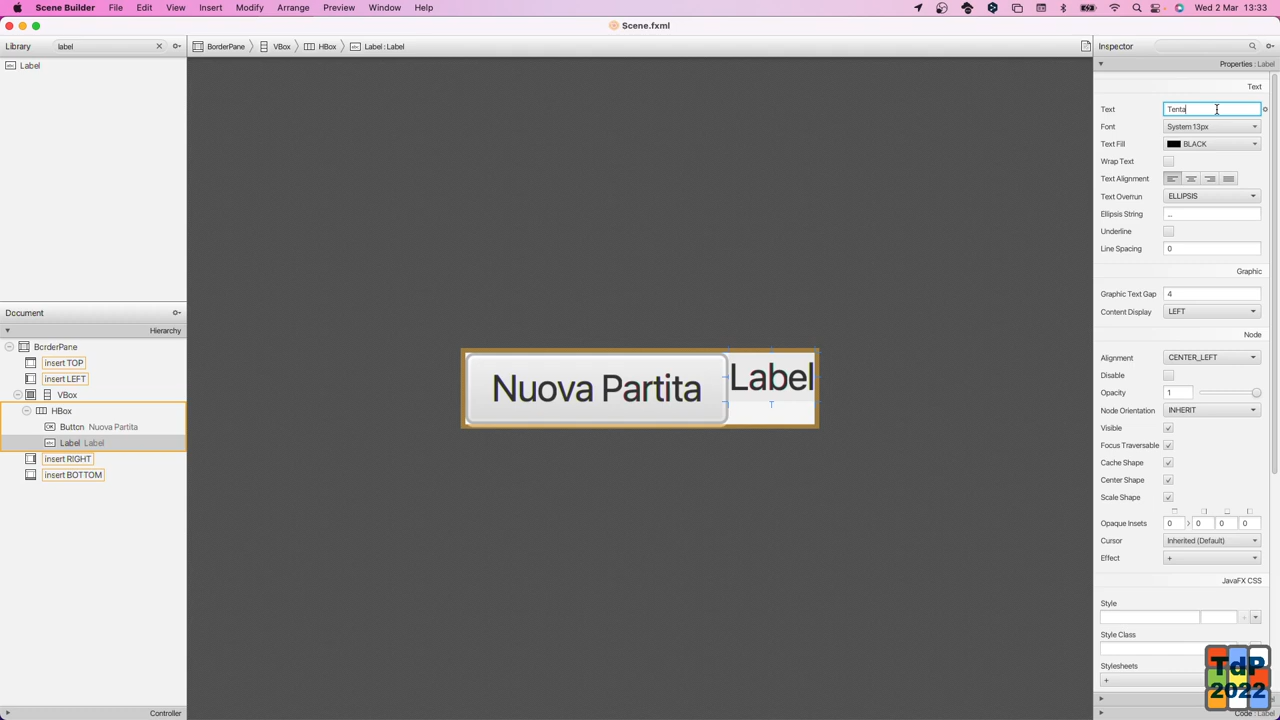 Scene Builder File Edit View Insert Modify Arrange Preview Window Help Wed 2 Mar 13:33
Scene.fxml
Library label
BorderPane VBox HBox Label : Label
Inspector
Label
Properties : Label
Text
Text Tenta
Font System 13px
Text Fill BLACK
Wrap Text
Text Alignment
Text Overrun ELLIPSIS
Ellipsis String ...
Underline
Line Spacing 0
Graphic
Graphic Text Gap 4
Content Display LEFT
Node
Alignment CENTER_LEFT
Disable
Opacity 1
Node Orientation INHERIT
Visible
Focus Traversable
Cache Shape
Center Shape
Scale Shape
Opaque Insets 0 0 0 0
Cursor Inherited (Default)
Effect +
JavaFX CSS
Style
Style Class
Stylesheets
+
Code : Label
Nuova Partita Label
Document
Hierarchy
BorderPane
insert TOP
insert LEFT
VBox
HBox
Button Nuova Partita
Label Label
insert RIGHT
insert BOTTOM
Controller
TdP
2022